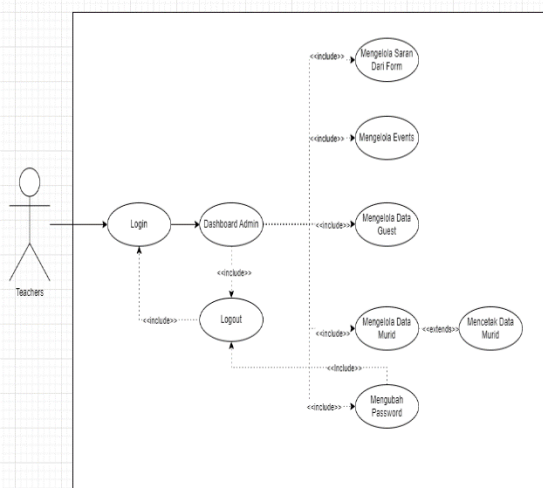 <<include>>
Mengelola Saran
Dari Form
<<include>>
Mengelola Events
Teachers
Login
Dashboard Admin
<<include>>
Mengelola Data
Guest
<<include>>
<<include>>
Logout
<<include>>
Mengelola Data
Murid
<<extends>>
Mencetak Data
Murid
<<Include>>
<<include>>
Mengubah
Password